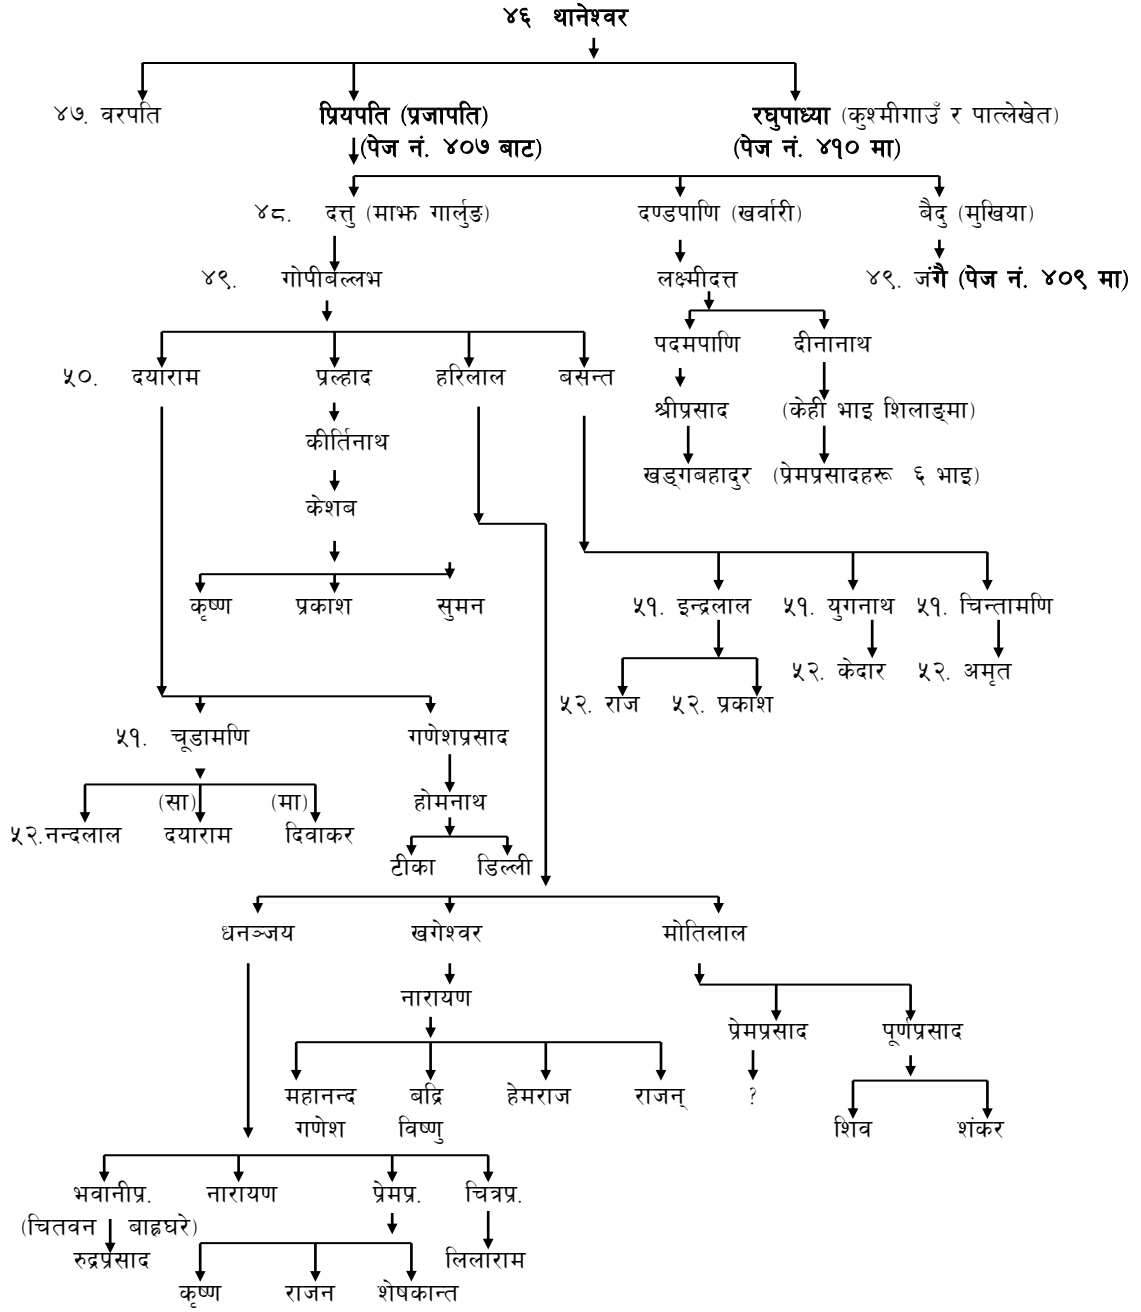 ४६ थानेश्वर
४७. वरपति प्रियपति (प्रजापति) रघुपाध्या (कुश्मीगाउँ र पात्लेखेत)
(पेज नं. ४०७ बाट) (पेज नं. ४१० मा)
४८. दत्तु (माझ गार्लुङ) दण्डपाणि (खर्वारी) बैदु (मुखिया)
४९. गोपीबल्लभ लक्ष्मीदत्त ४९. जंगै (पेज नं. ४०९ मा)
पदमपाणि दीनानाथ
५०. दयाराम प्रल्हाद हरिलाल बसन्त
श्रीप्रसाद (केही भाइ शिलाङ्मा)
कीर्तिनाथ
खड्गबहादुर (प्रेमप्रसादहरू ६ भाइ)
केशब
कृष्ण प्रकाश सुमन ५१. इन्द्रलाल ५१. युगनाथ ५१. चिन्तामणि
५२. केदार ५२. अमृत
५२. राज ५२. प्रकाश
५१. चूडामणि गणेशप्रसाद
(सा) (मा) होमनाथ
५२.नन्दलाल दयाराम दिवाकर
टीका डिल्ली
धनञ्जय खगेश्वर मोतिलाल
नारायण
प्रेमप्रसाद पूर्णप्रसाद
महानन्द बद्रि हेमराज राजन् ?
गणेश विष्णु शिव शंकर
भवानीप्र. नारायण प्रेमप्र. चित्रप्र.
(चितवन बाह्रघरे)
रुद्रप्रसाद लिलाराम
कृष्ण राजन शेषकान्त